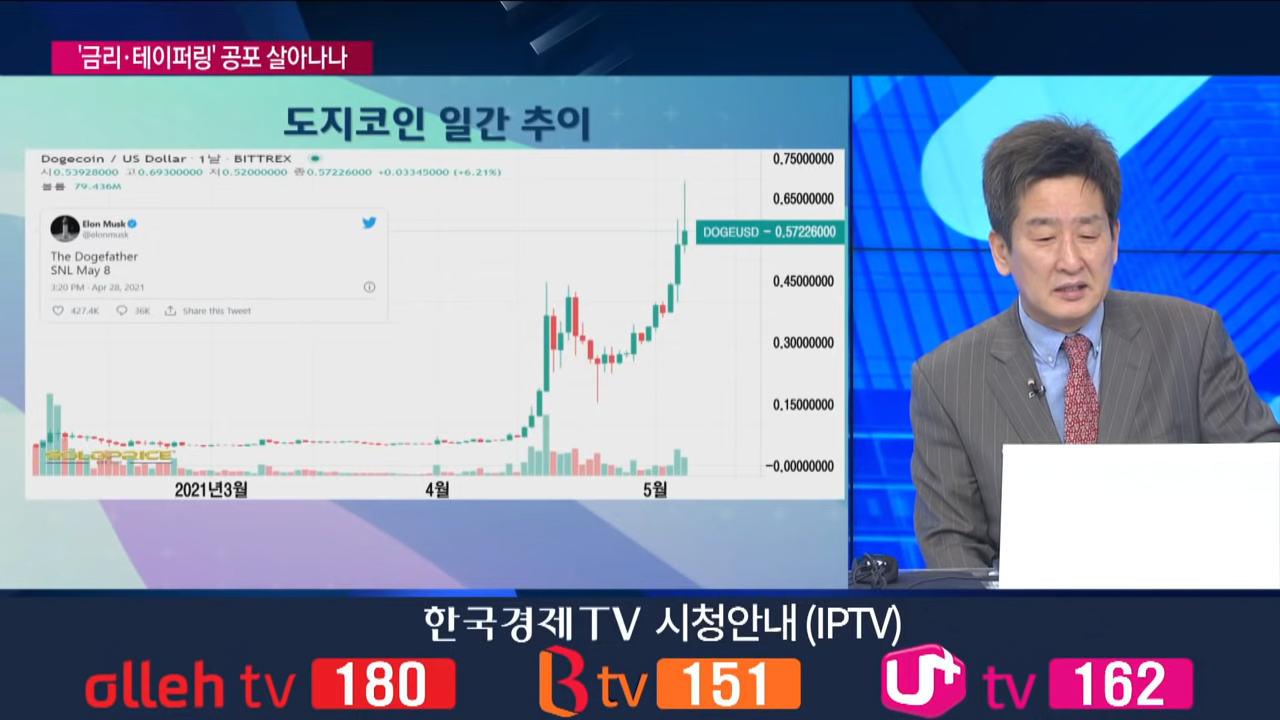 '금리·테이퍼링' 공포 살아나나
도지코인 일간 추이
Dogecoin / US Dollar · 1날 · BITTREX
시0.53928000 고0.69300000 저0.52000000 종0.57226000 +0.03345000 (+6.21%)
볼륨 79.436M
Elon Musk
@elonmusk
The Dogefather
SNL May 8
3:20 PM · Apr 28, 2021
427.4K 36K Share this Tweet
0.75000000
0.65000000
DOGEUSD − 0.57226000
0.45000000
0.30000000
0.15000000
−0,00000000
GOLDPRICE
2021년3월 4월 5월
한국경제TV 시청안내 (IPTV)
olleh tv 180 B tv 151 U+ tv 162